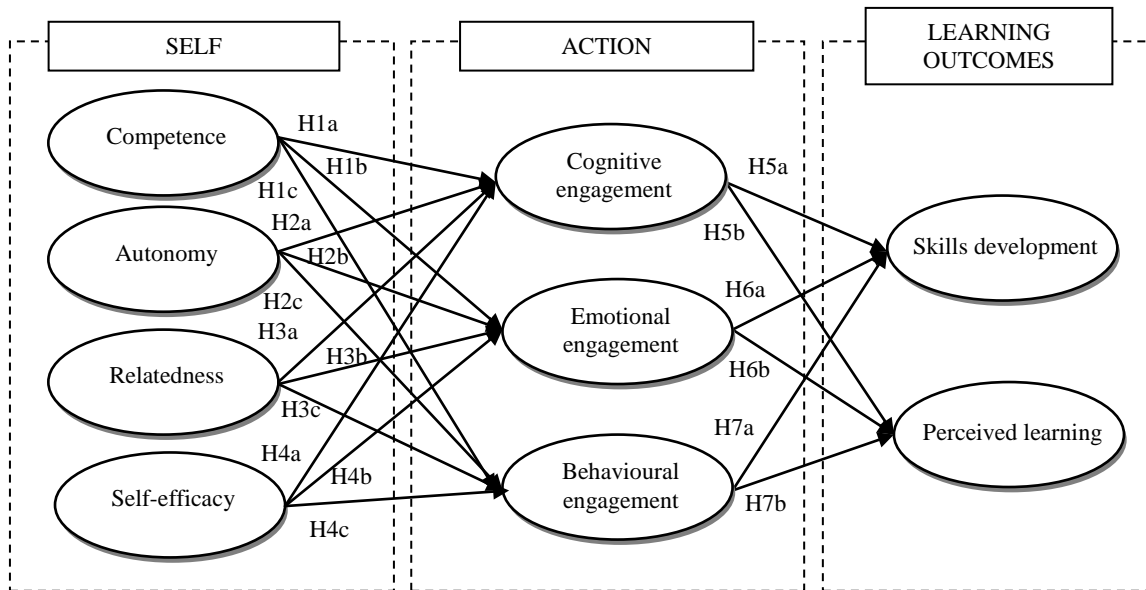 SELF
ACTION
LEARNING
OUTCOMES
Competence
H1a
H1b
H1c
Autonomy
H2a
H2b
H2c
Relatedness
H3a
H3b
H3c
Self-efficacy
H4a
H4b
H4c
Cognitive
engagement
H5a
H5b
Emotional
engagement
H6a
H6b
Behavioural
engagement
H7a
H7b
Skills development
Perceived learning